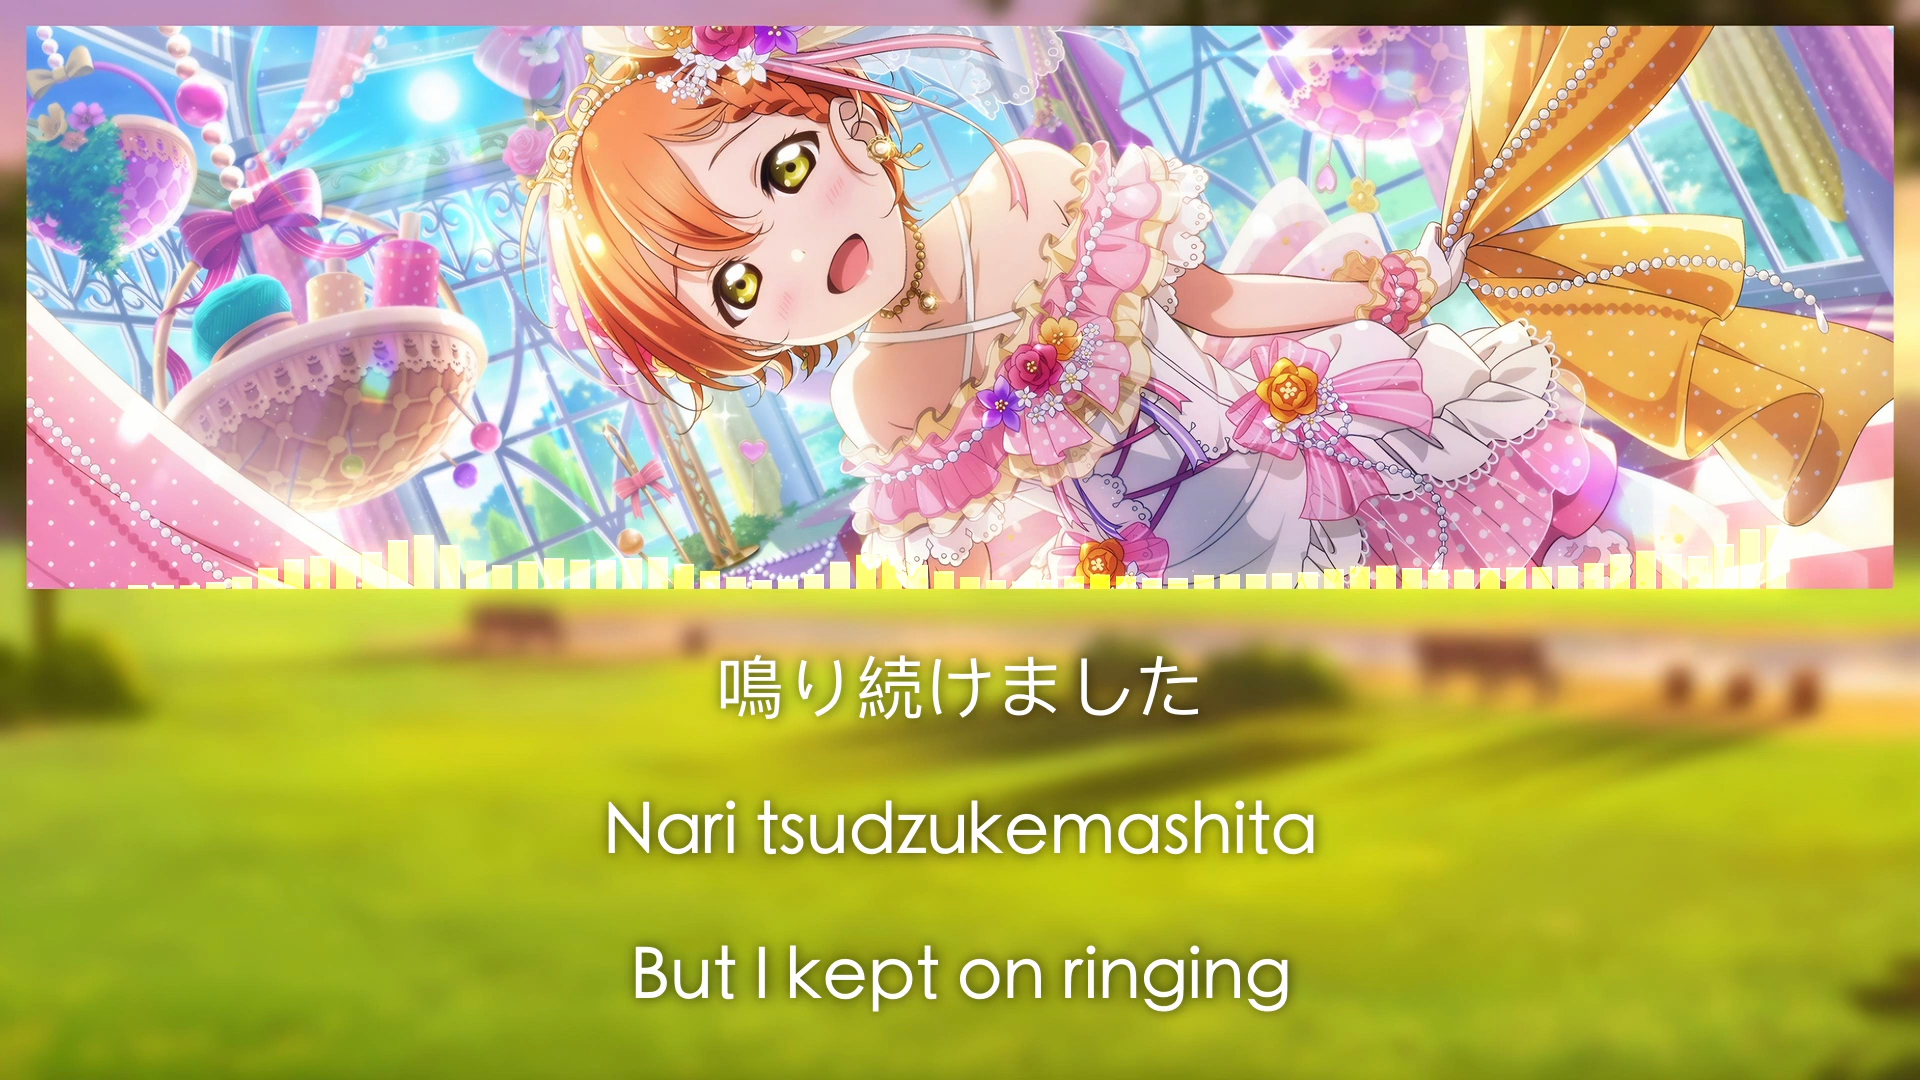 鳴り続けました
Nari tsudzukemashita
But I kept on ringing